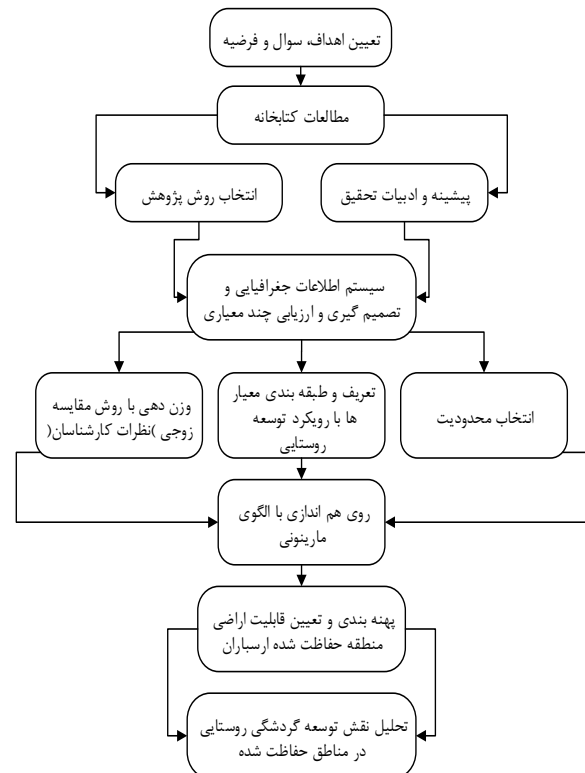 تعیین اهداف، سوال و فرضیه
مطالعات کتابخانه
پیشینه و ادبیات تحقیق
انتخاب روش پژوهش
سیستم اطلاعات جغرافیایی و
تصمیم گیری و ارزیابی چند معیاری
انتخاب محدودیت
تعریف و طبقه بندی معیار
ها با رویکرد توسعه
روستایی
وزن دهی با روش مقایسه
زوجی )نظرات کارشناسان(
روی هم اندازی با الگوی
مارینونی
پهنه بندی و تعیین قابلیت اراضی
منطقه حفاظت شده ارسباران
تحلیل نقش توسعه گردشگی روستایی
در مناطق حفاظت شده